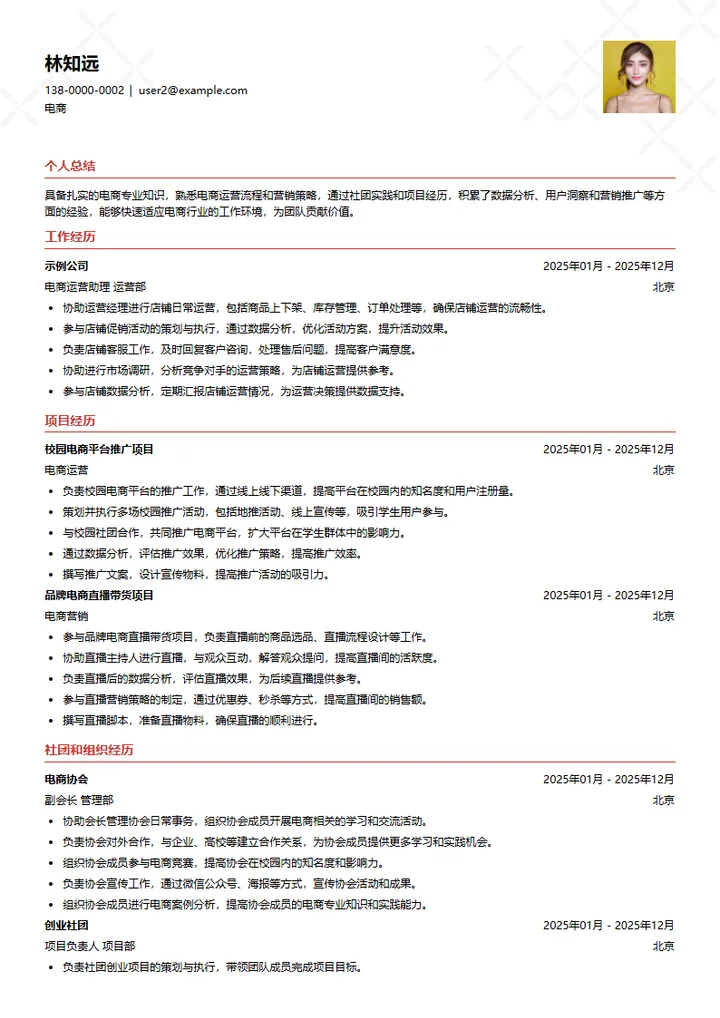 林知远
138-0000-0002 | user2@example.com
电商
个人总结
具备扎实的电商专业知识，熟悉电商运营流程和营销策略，通过社团实践和项目经历，积累了数据分析、用户洞察和营销推广等方
面的经验，能够快速适应电商行业的工作环境，为团队贡献价值。
工作经历
示例公司 2025年01月 - 2025年12月
电商运营助理 运营部 北京
• 协助运营经理进行店铺日常运营，包括商品上下架、库存管理、订单处理等，确保店铺运营的流畅性。
• 参与店铺促销活动的策划与执行，通过数据分析，优化活动方案，提升活动效果。
• 负责店铺客服工作，及时回复客户咨询，处理售后问题，提高客户满意度。
• 协助进行市场调研，分析竞争对手的运营策略，为店铺运营提供参考。
• 参与店铺数据分析，定期汇报店铺运营情况，为运营决策提供数据支持。
项目经历
校园电商平台推广项目 2025年01月 - 2025年12月
电商运营 北京
• 负责校园电商平台的推广工作，通过线上线下渠道，提高平台在校园内的知名度和用户注册量。
• 策划并执行多场校园推广活动，包括地推活动、线上宣传等，吸引学生用户参与。
• 与校园社团合作，共同推广电商平台，扩大平台在学生群体中的影响力。
• 通过数据分析，评估推广效果，优化推广策略，提高推广效率。
• 撰写推广文案，设计宣传物料，提高推广活动的吸引力。
品牌电商直播带货项目 2025年01月 - 2025年12月
电商营销 北京
• 参与品牌电商直播带货项目，负责直播前的商品选品、直播流程设计等工作。
• 协助直播主持人进行直播，与观众互动，解答观众提问，提高直播间的活跃度。
• 负责直播后的数据分析，评估直播效果，为后续直播提供参考。
• 参与直播营销策略的制定，通过优惠券、秒杀等方式，提高直播间的销售额。
• 撰写直播脚本，准备直播物料，确保直播的顺利进行。
社团和组织经历
电商协会 2025年01月 - 2025年12月
副会长 管理部 北京
• 协助会长管理协会日常事务，组织协会成员开展电商相关的学习和交流活动。
• 负责协会对外合作，与企业、高校等建立合作关系，为协会成员提供更多学习和实践机会。
• 组织协会成员参与电商竞赛，提高协会在校园内的知名度和影响力。
• 负责协会宣传工作，通过微信公众号、海报等方式，宣传协会活动和成果。
• 组织协会成员进行电商案例分析，提高协会成员的电商专业知识和实践能力。
创业社团 2025年01月 - 2025年12月
项目负责人 项目部 北京
• 负责社团创业项目的策划与执行，带领团队成员完成项目目标。